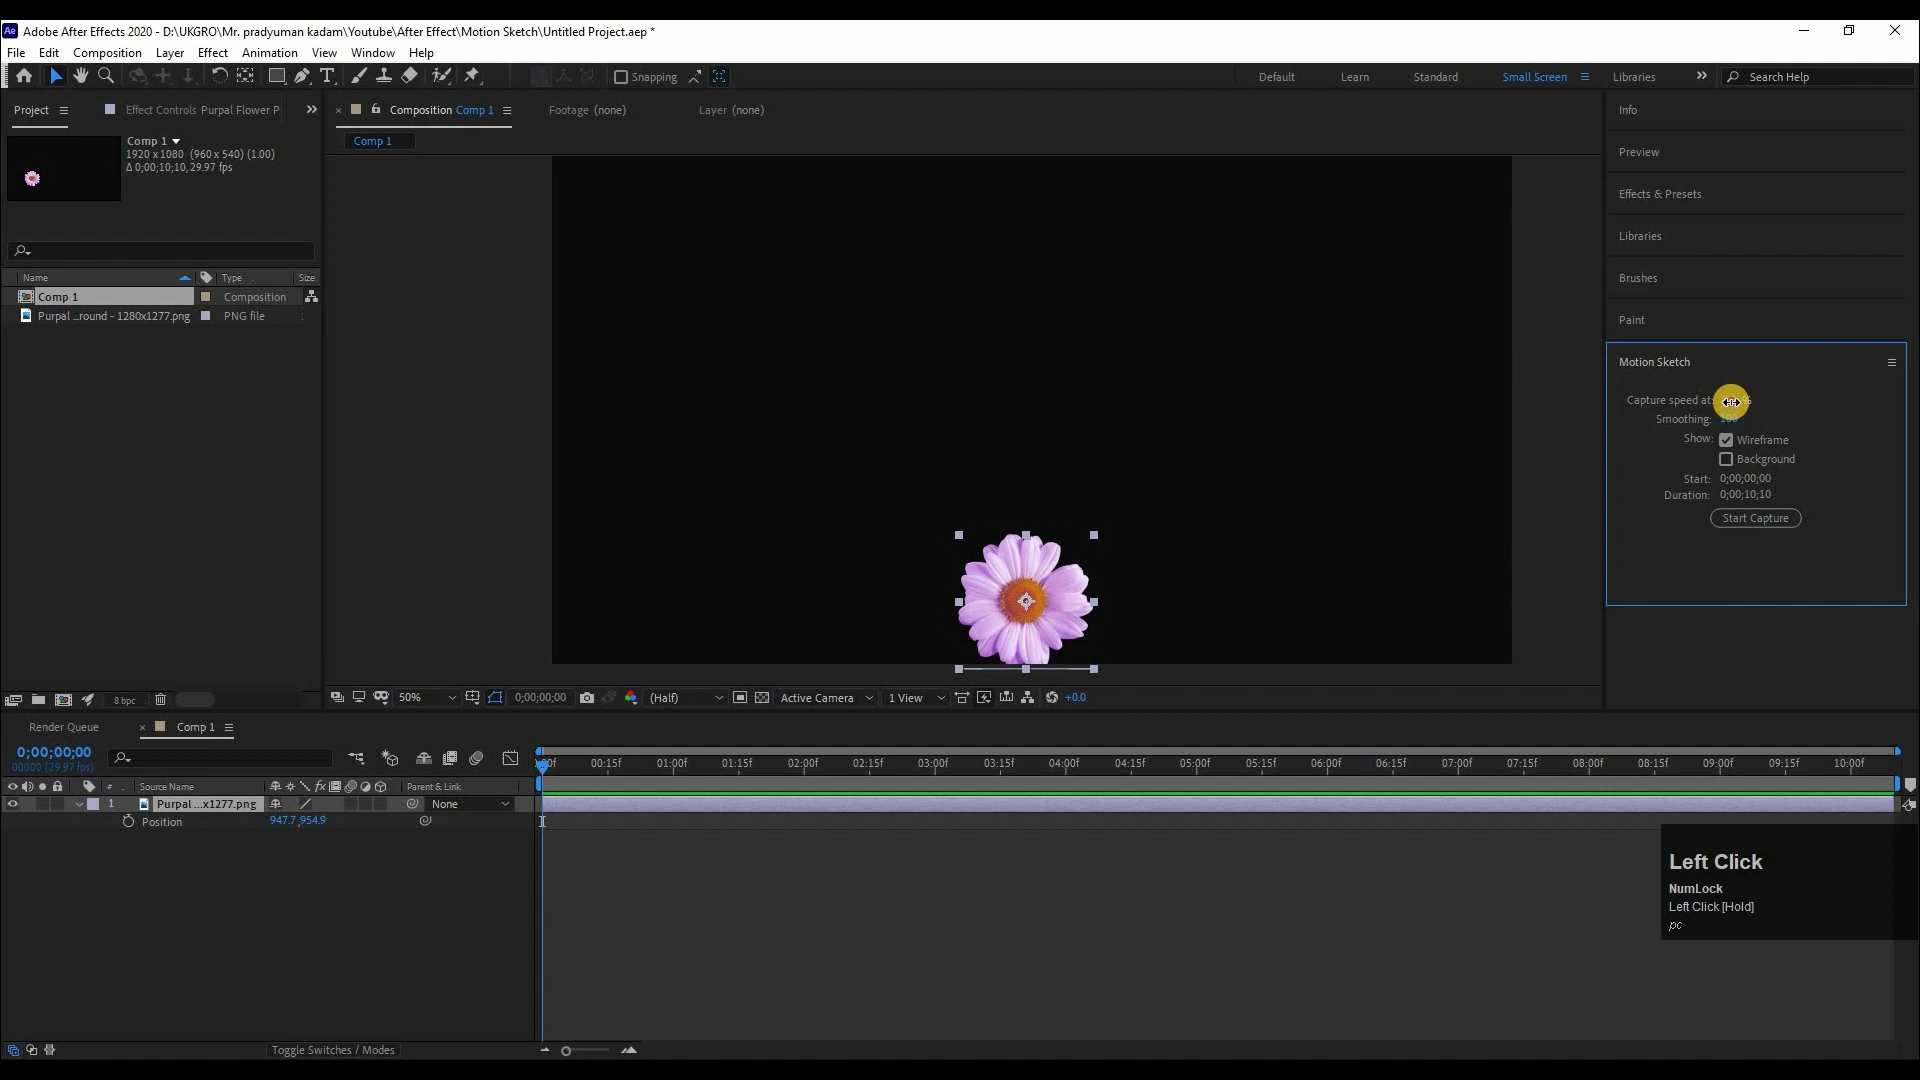 Ae Adobe After Effects 2020 - D:\UKGRO\Mr. pradyuman kadam\Youtube\After Effect\Motion Sketch\Untitled Project.aep *
File Edit Composition Layer Effect Animation View Window Help
Snapping Default Learn Standard Small Screen Libraries Search Help
Project Effect Controls Purpal Flower P Composition Comp 1 Footage (none) Layer (none)
Comp 1
Comp 1
1920 x 1080 (960 x 540) (1.00)
Δ 0;00;10;10, 29.97 fps
Name Type Size
Comp 1 Composition
Purpal ...round - 1280x1277.png PNG file
Info
Preview
Effects & Presets
Libraries
Brushes
Paint
Motion Sketch
Capture speed at: %
Smoothing:
Show: Wireframe
Background
Start: 0;00;00;00
Duration: 0;00;10;10
Start Capture
8 bpc 50% 0;00;00;00 (Half) Active Camera 1 View +0.0
Render Queue Comp 1
0;00;00;00
00000 (29.97 fps)
:00f 00:15f 01:00f 01:15f 02:00f 02:15f 03:00f 03:15f 04:00f 04:15f 05:00f 05:15f 06:00f 06:15f 07:00f 07:15f 08:00f 08:15f 09:00f 09:15f 10:00f
# Source Name fx Parent & Link
1 Purpal ...x1277.png None
Position 947.7,954.9
Left Click
NumLock
Left Click [Hold]
pc
Toggle Switches / Modes